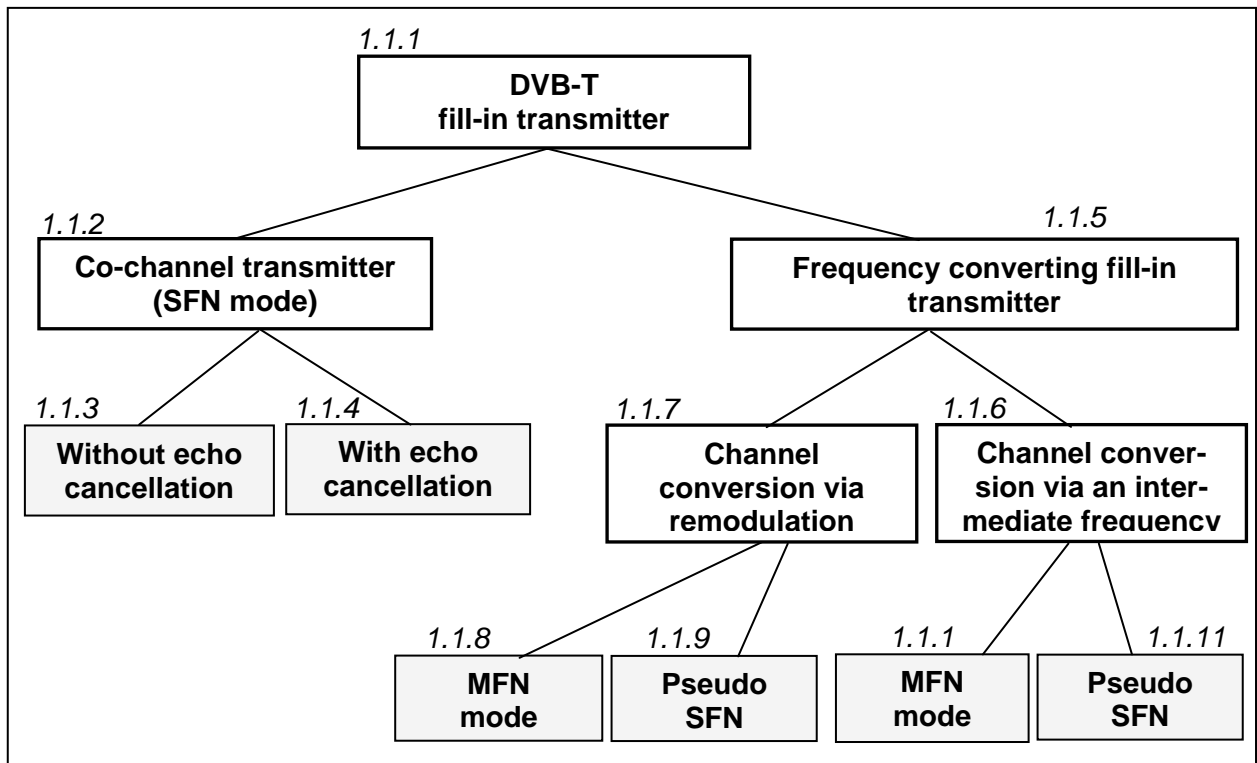 1.1.1
DVB-T
fill-in transmitter
1.1.2
Co-channel transmitter
(SFN mode)
1.1.5
Frequency converting fill-in
transmitter
1.1.3
Without echo
cancellation
1.1.4
With echo
cancellation
1.1.7
Channel
conversion via
remodulation
1.1.6
Channel conver-
sion via an inter-
mediate frequency
1.1.8
MFN
mode
1.1.9
Pseudo
SFN
1.1.1
MFN
mode
1.1.11
Pseudo
SFN